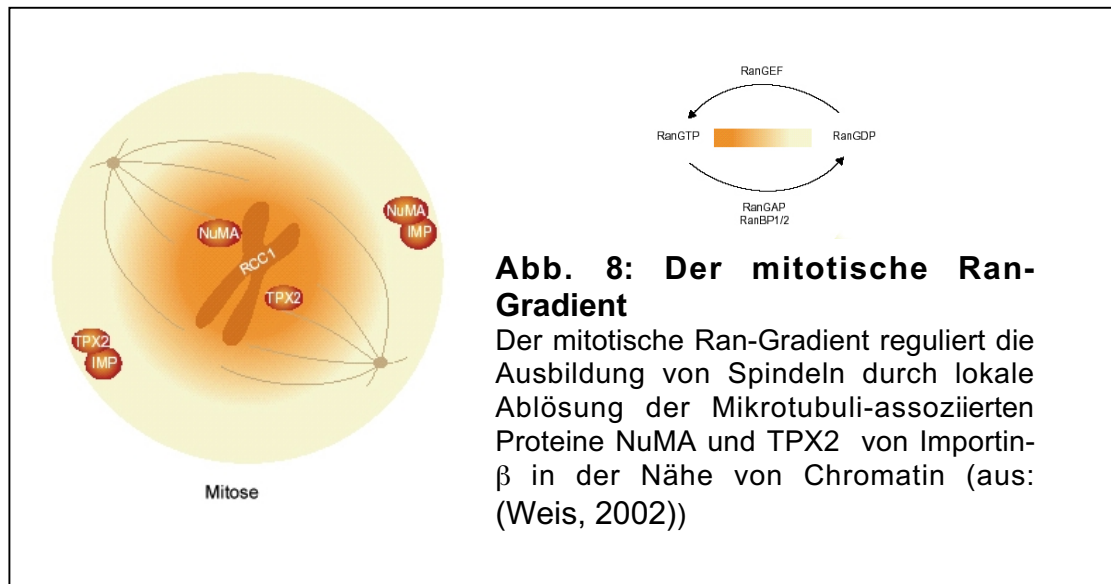 NuMA
NuMA
IMP
RCC1
TPX2
TPX2
IMP
Mitose
RanGEF
RanGTP
RanGDP
RanGAP
RanBP1/2
Abb. 8: Der mitotische Ran-
Gradient
Der mitotische Ran-Gradient reguliert die
Ausbildung von Spindeln durch lokale
Ablösung der Mikrotubuli-assoziierten
Proteine NuMA und TPX2 von Importin-
β in der Nähe von Chromatin (aus:
(Weis, 2002))